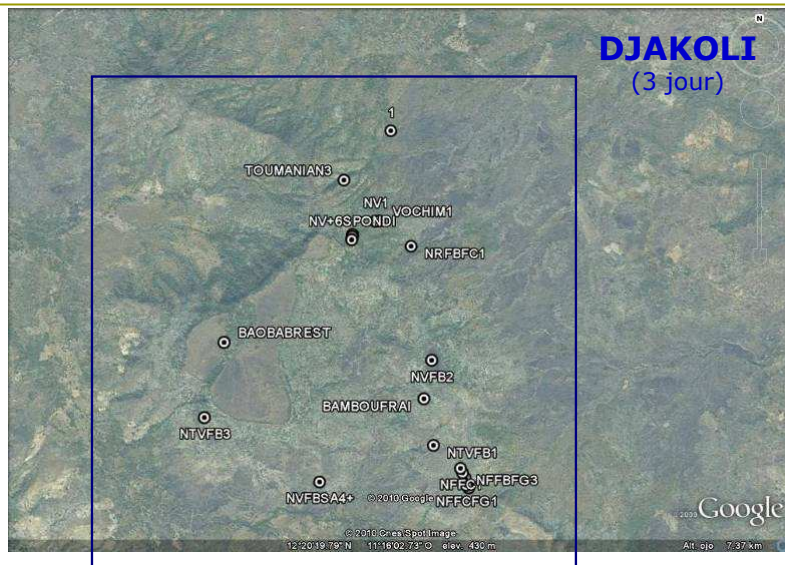 N
DJAKOLI
(3 jour)
1
TOUMANIAN3
NV1
VOCHIM1
NV+6SPONDI
NRFBFC1
BAOBABREST
NVFB2
BAMBOUFRAI
NTVFB3
NTVFB1
NFFC1
NFFBFG3
NVFBSA4+
© 2010 Google
NFFCFG1
Google
© 2010 Cnes/Spot Image
12°20'19.79" N 11°16'02.73" O elev. 430 m
Alt. ojo 7.37 km